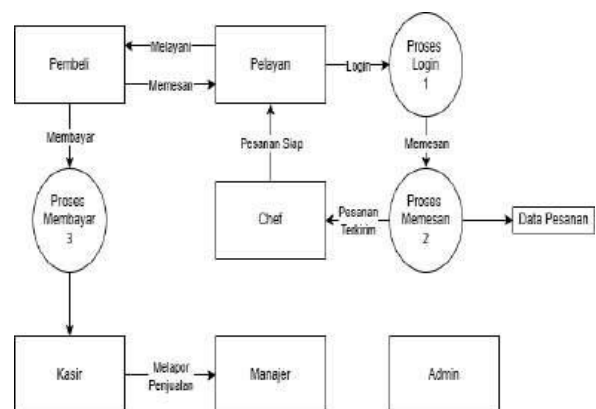 Pembeli
Melayani
Memesan
Pelayan
Login
Proses
Login
1
Membayar
Pesanan Siap
Memesan
Proses
Membayar
3
Chef
Pesanan
Terkirim
Proses
Memesan
2
Data Pesanan
Kasir
Melapor
Penjualan
Manajer
Admin